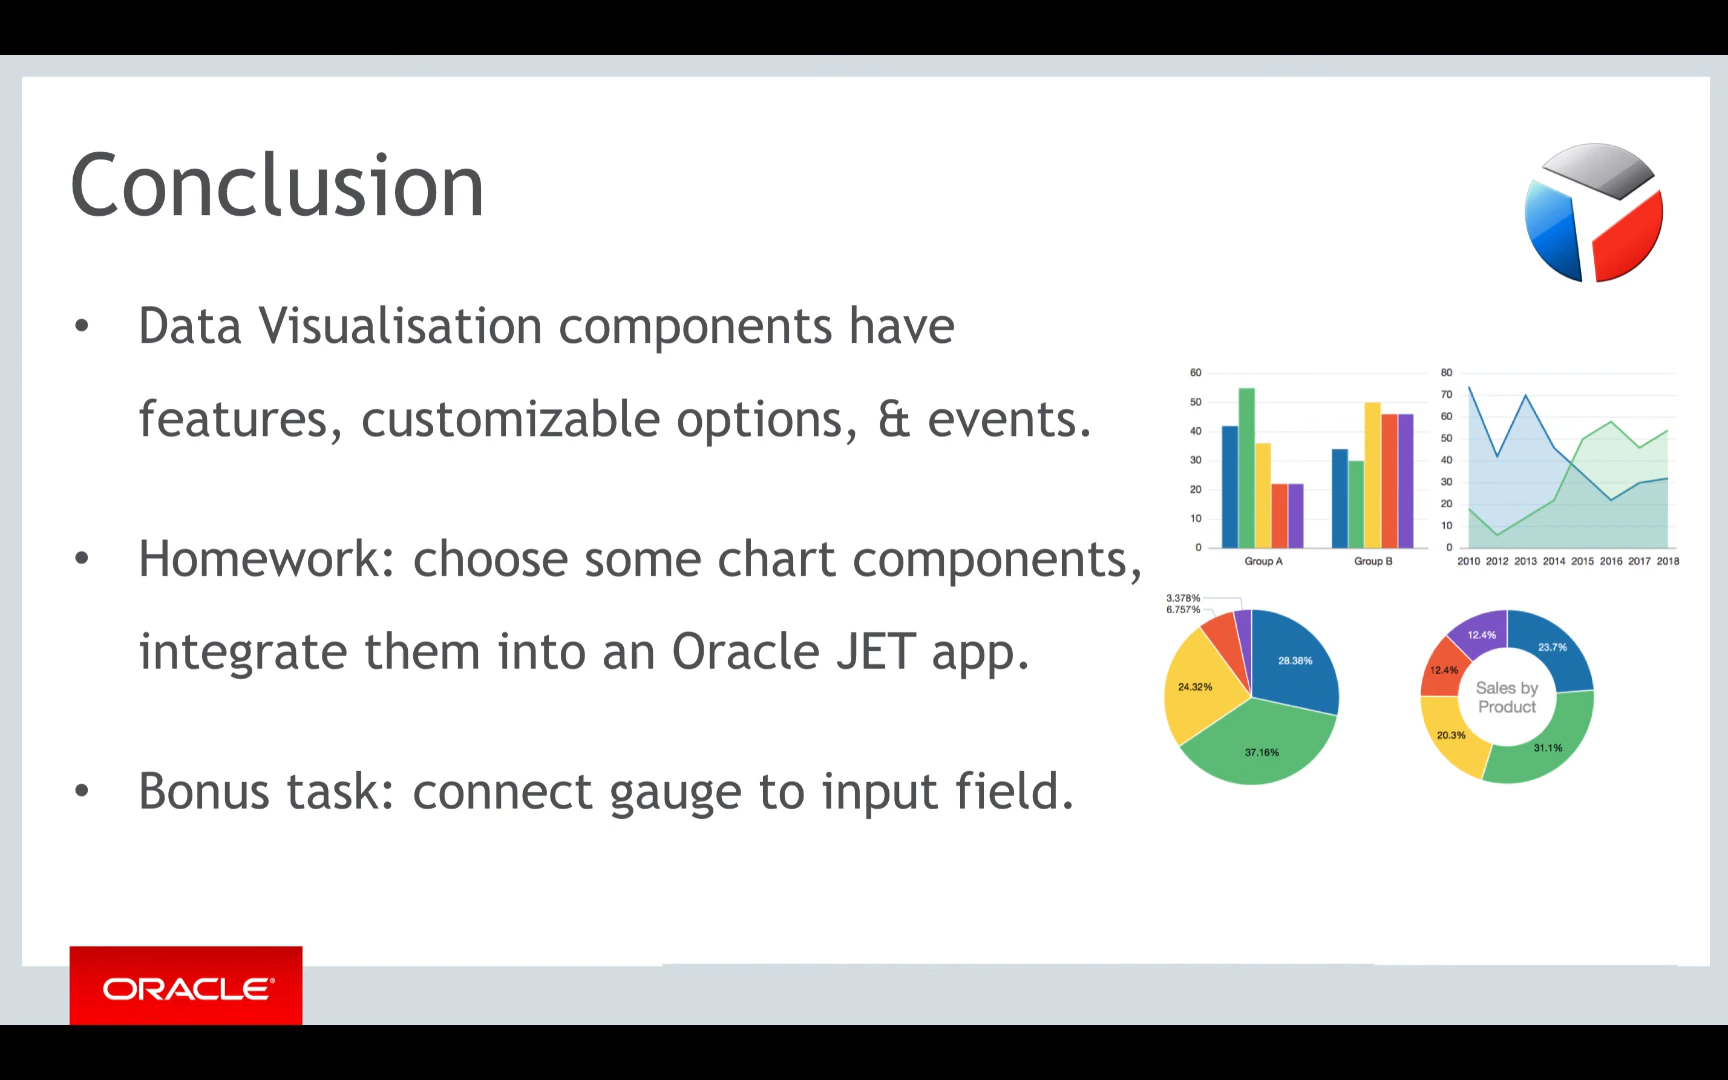 Conclusion
• Data Visualisation components have
features, customizable options, & events.
• Homework: choose some chart components,
integrate them into an Oracle JET app.
• Bonus task: connect gauge to input field.
60
50
40
30
20
10
0
Group A Group B
80
70
60
50
40
30
20
10
0
2010 2012 2013 2014 2015 2016 2017 2018
3.378%
6.757%
28.38%
24.32%
37.16%
12.4%
23.7%
12.4%
Sales by
Product
20.3%
31.1%
ORACLE®